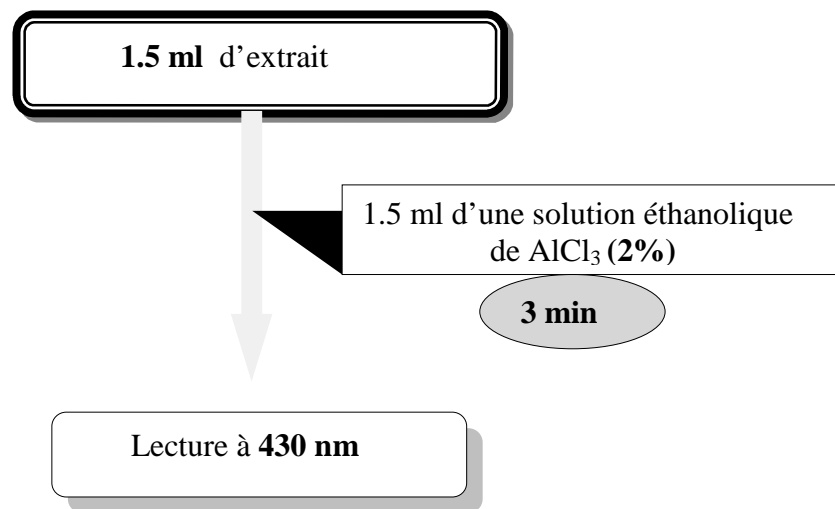 1.5 ml d’extrait
1.5 ml d’une solution éthanolique
de AlCl₃ (2%)
3 min
Lecture à 430 nm